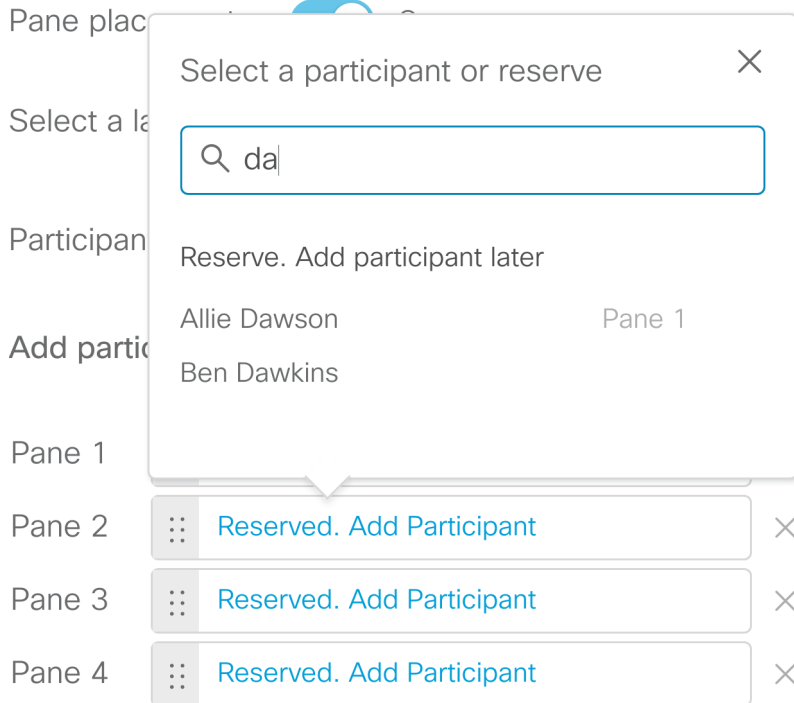 Pane plac
Select a participant or reserve
Select a la
da
Participan
Reserve. Add participant later
Allie Dawson Pane 1
Add partic
Ben Dawkins
Pane 1
Pane 2 Reserved. Add Participant
Pane 3 Reserved. Add Participant
Pane 4 Reserved. Add Participant